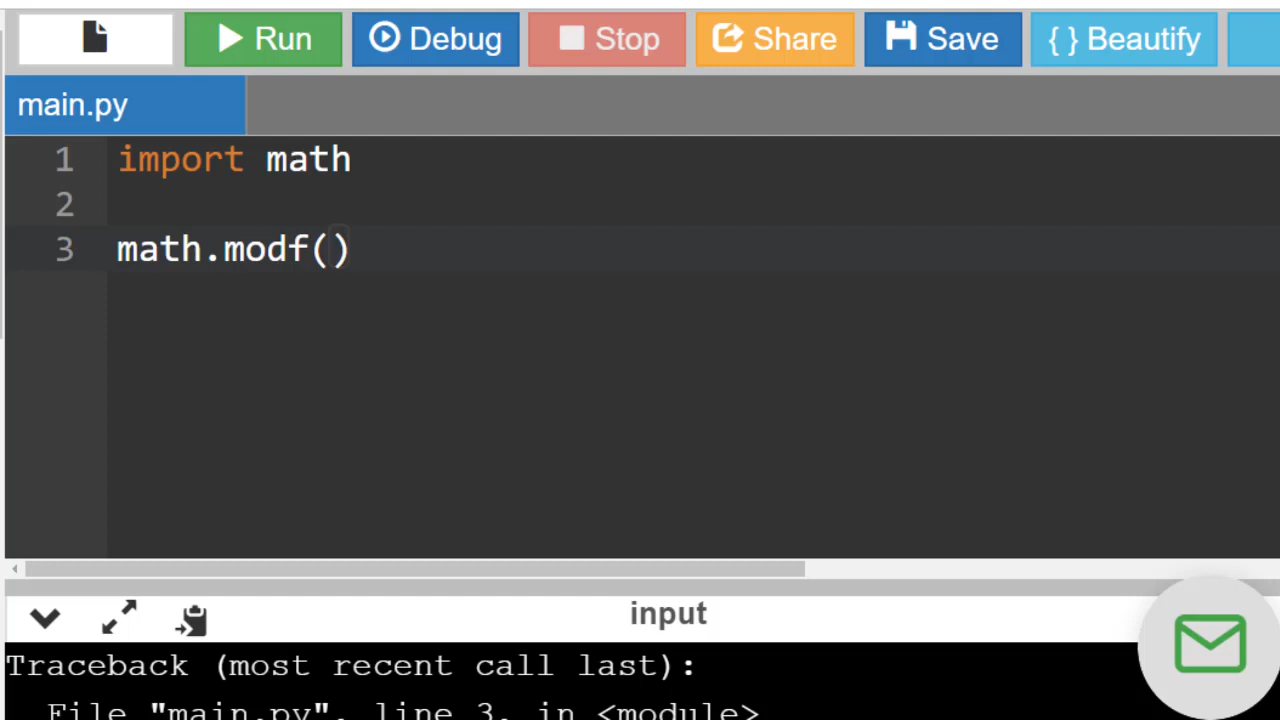 Run Debug Stop Share Save { } Beautify
main.py
1 import math
2
3 math.modf()
input
Traceback (most recent call last):
File "main.py", line 3, in <module>